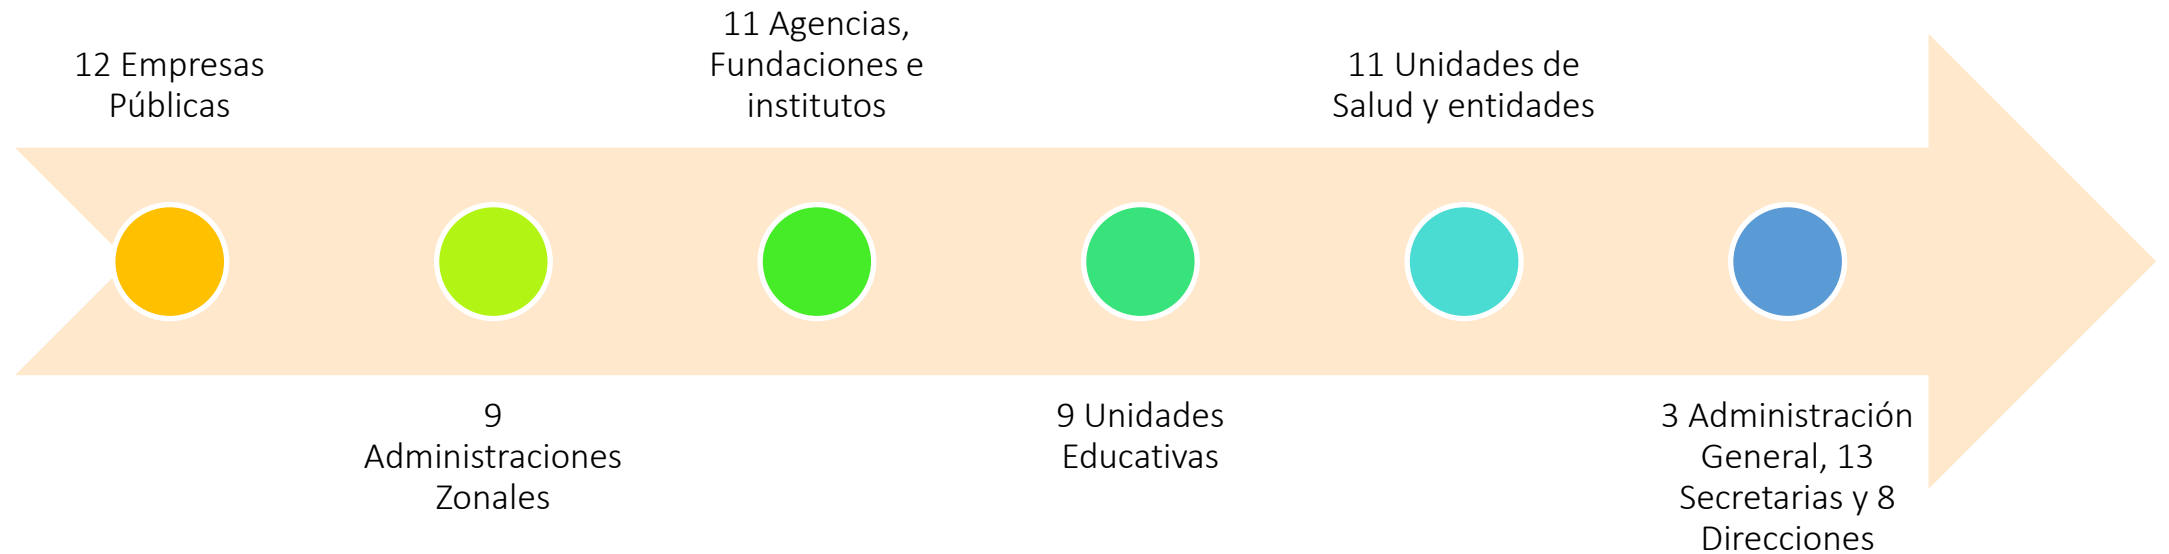 12 Empresas
Públicas
9
Administraciones
Zonales
11 Agencias,
Fundaciones e
institutos
9 Unidades
Educativas
11 Unidades de
Salud y entidades
3 Administración
General, 13
Secretarias y 8
Direcciones